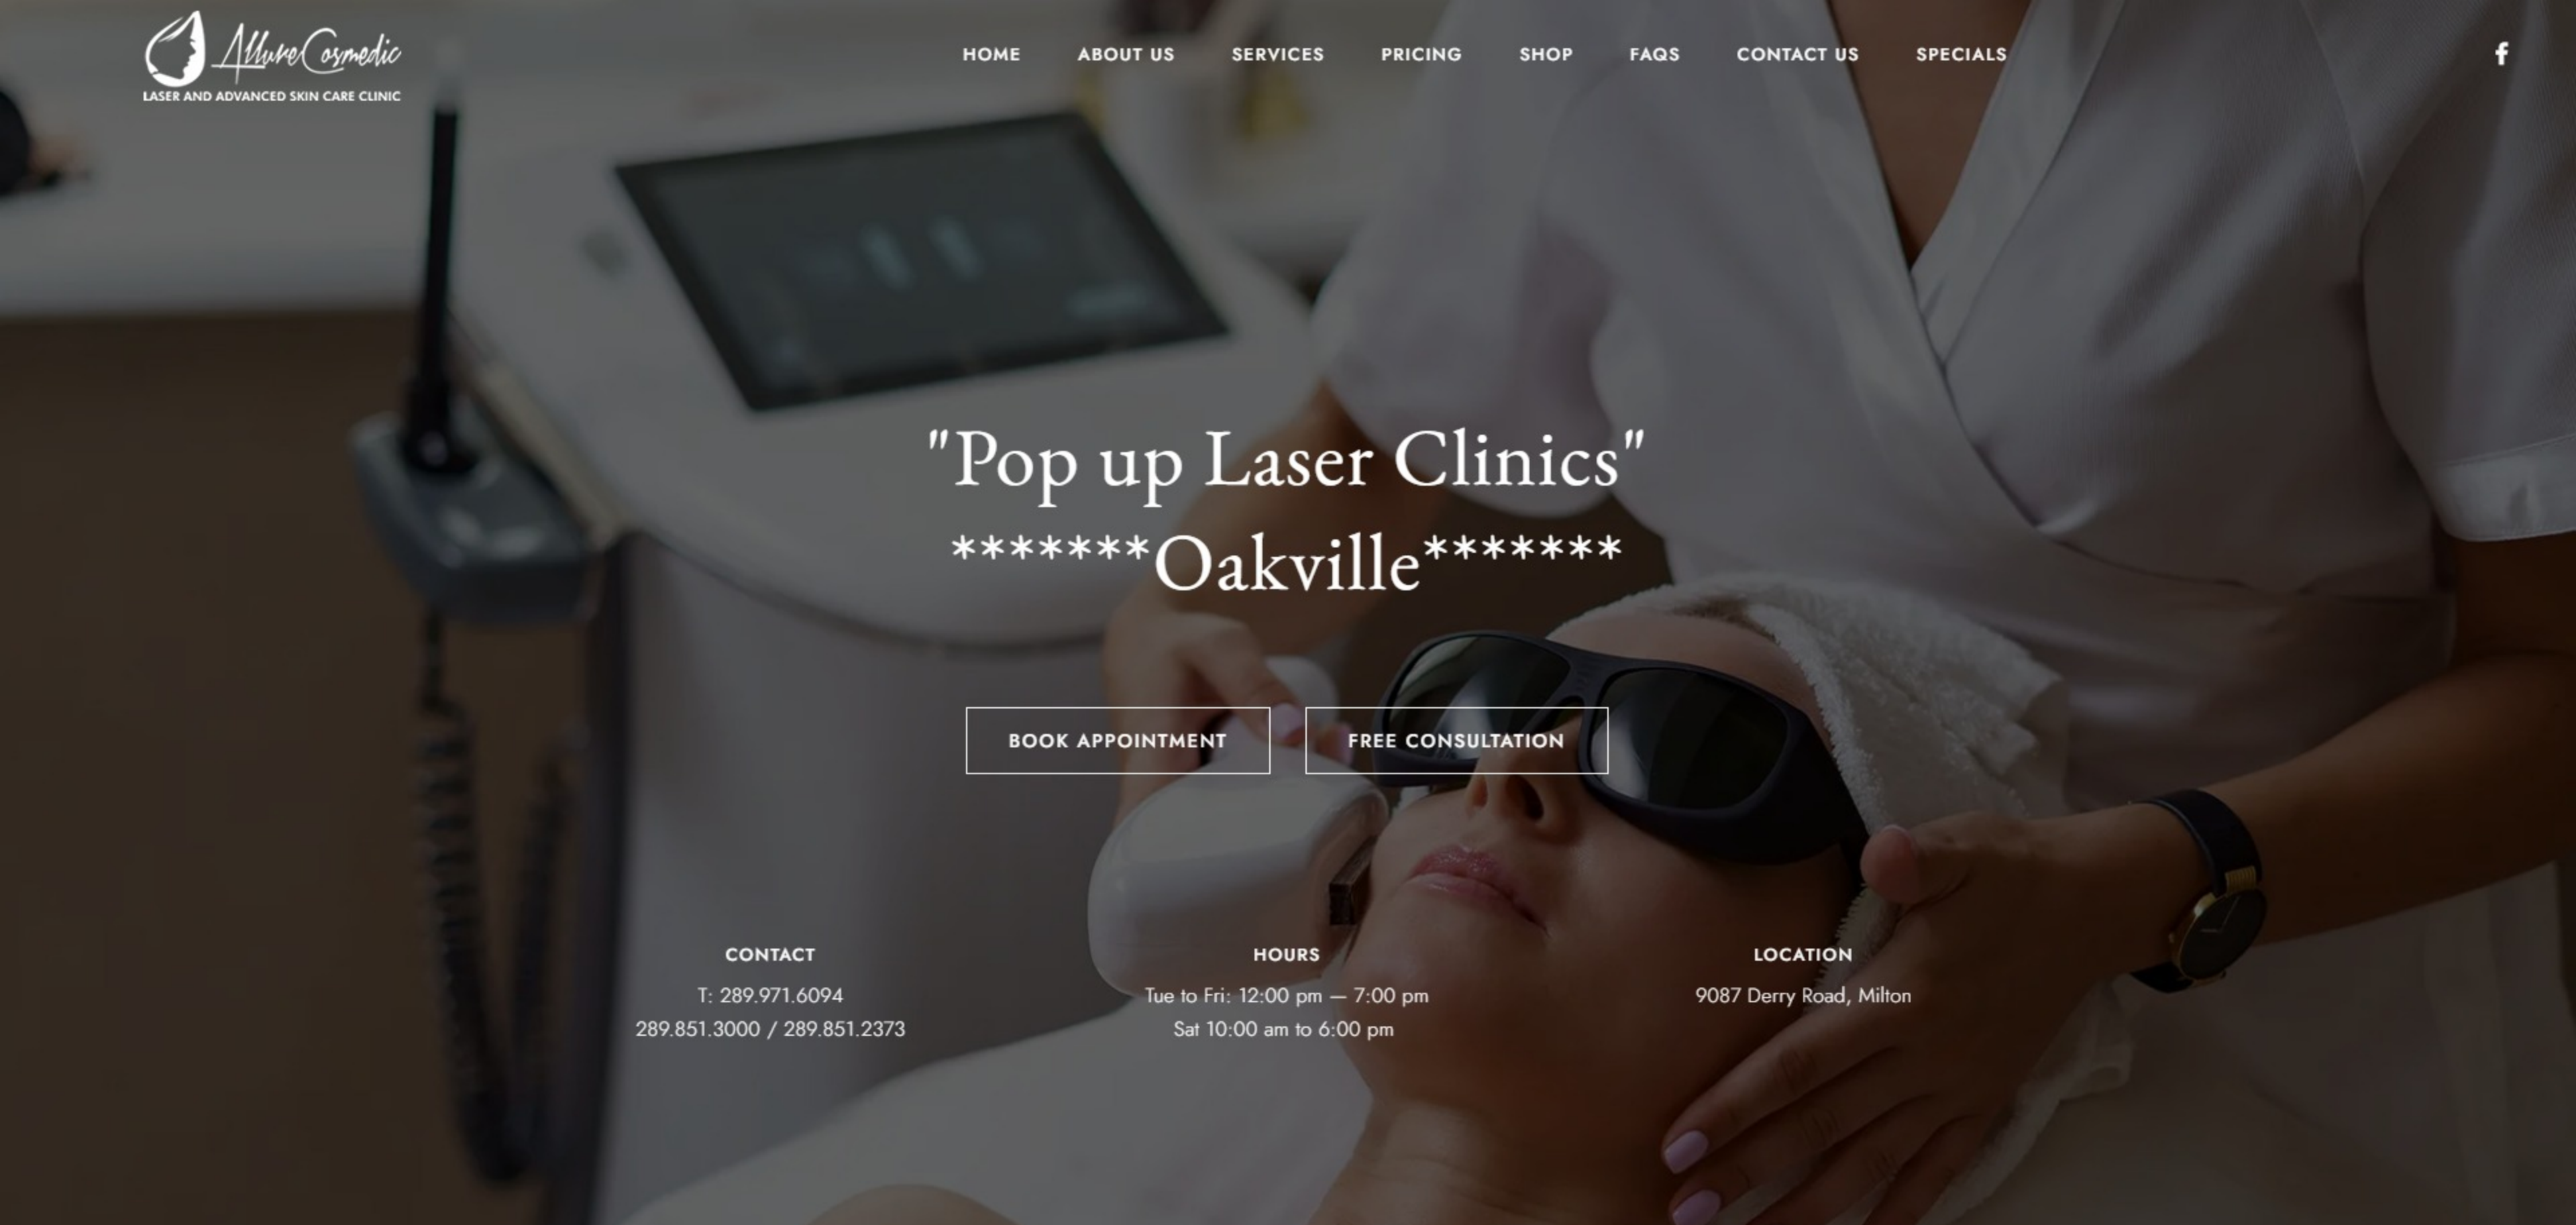 Allure Cosmedic
LASER AND ADVANCED SKIN CARE CLINIC
HOME ABOUT US SERVICES PRICING SHOP FAQS CONTACT US SPECIALS
f
"Pop up Laser Clinics"
*******Oakville*******
BOOK APPOINTMENT FREE CONSULTATION
CONTACT
T: 289.971.6094
289.851.3000 / 289.851.2373
HOURS
Tue to Fri: 12:00 pm — 7:00 pm
Sat 10:00 am to 6:00 pm
LOCATION
9087 Derry Road, Milton